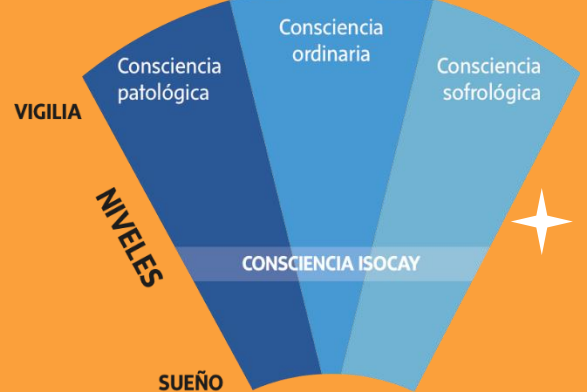 Consciencia
ordinaria
Consciencia
patológica
Consciencia
sofrológica
VIGILIA
NIVELES
CONSCIENCIA ISOCAY
SUEÑO